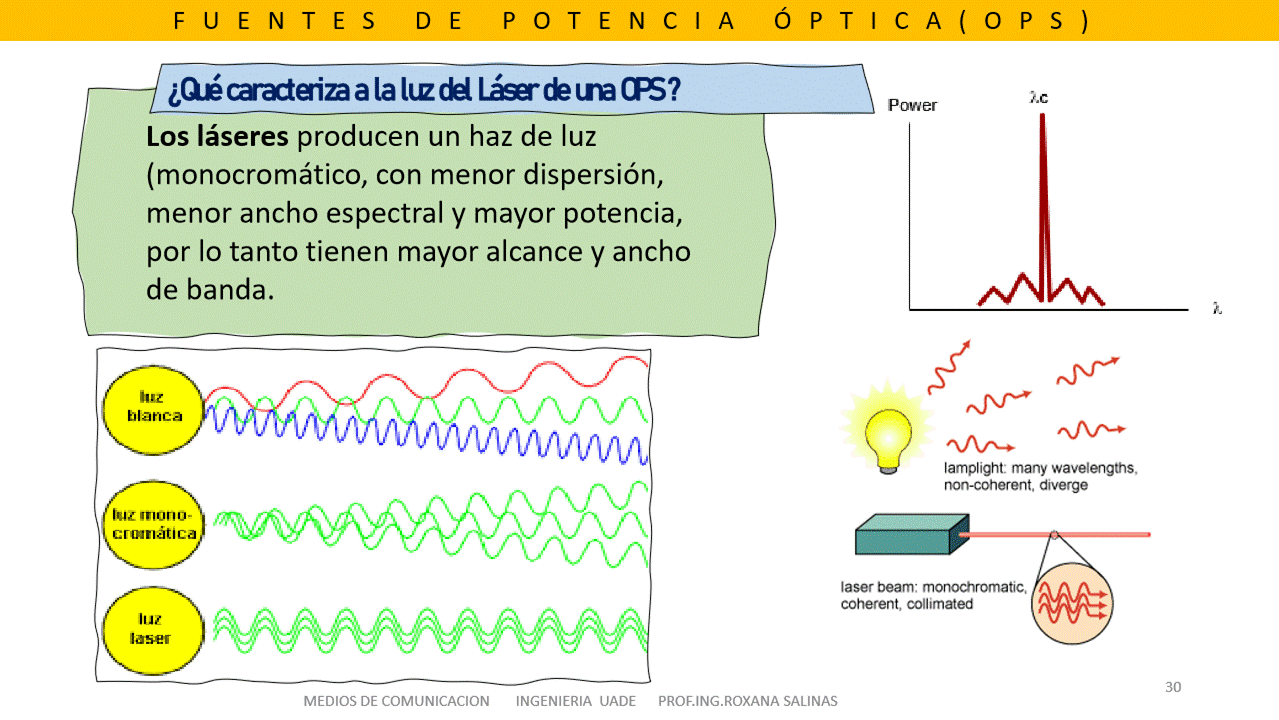 FUENTES DE POTENCIA ÓPTICA(OPS)
¿Qué caracteriza a la luz del Láser de una OPS?
Los láseres producen un haz de luz
(monocromático, con menor dispersión,
menor ancho espectral y mayor potencia,
por lo tanto tienen mayor alcance y ancho
de banda.
Power
λc
λ
luz
blanca
luz mono-
cromática
luz
laser
lamplight: many wavelengths,
non-coherent, diverge
laser beam: monochromatic,
coherent, collimated
MEDIOS DE COMUNICACION INGENIERIA UADE PROF.ING.ROXANA SALINAS
30